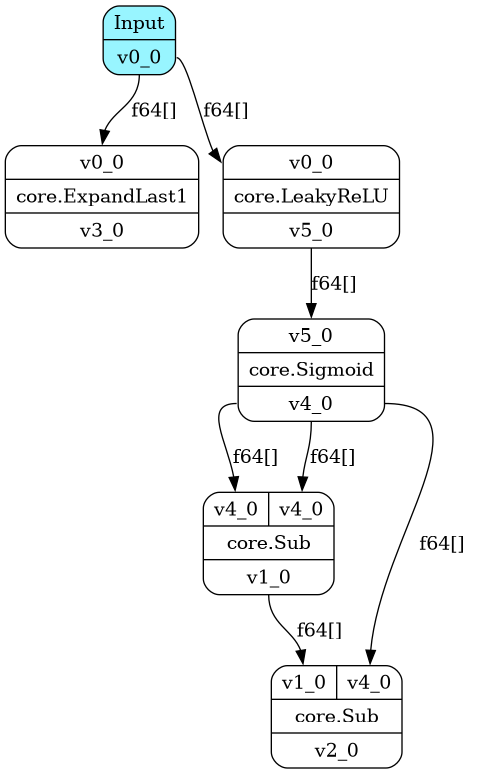 Input
v0_0
f64[]
f64[]
v0_0
core.ExpandLast1
v3_0
v0_0
core.LeakyReLU
v5_0
f64[]
v5_0
core.Sigmoid
v4_0
f64[]
f64[]
f64[]
v4_0 v4_0
core.Sub
v1_0
f64[]
v1_0 v4_0
core.Sub
v2_0